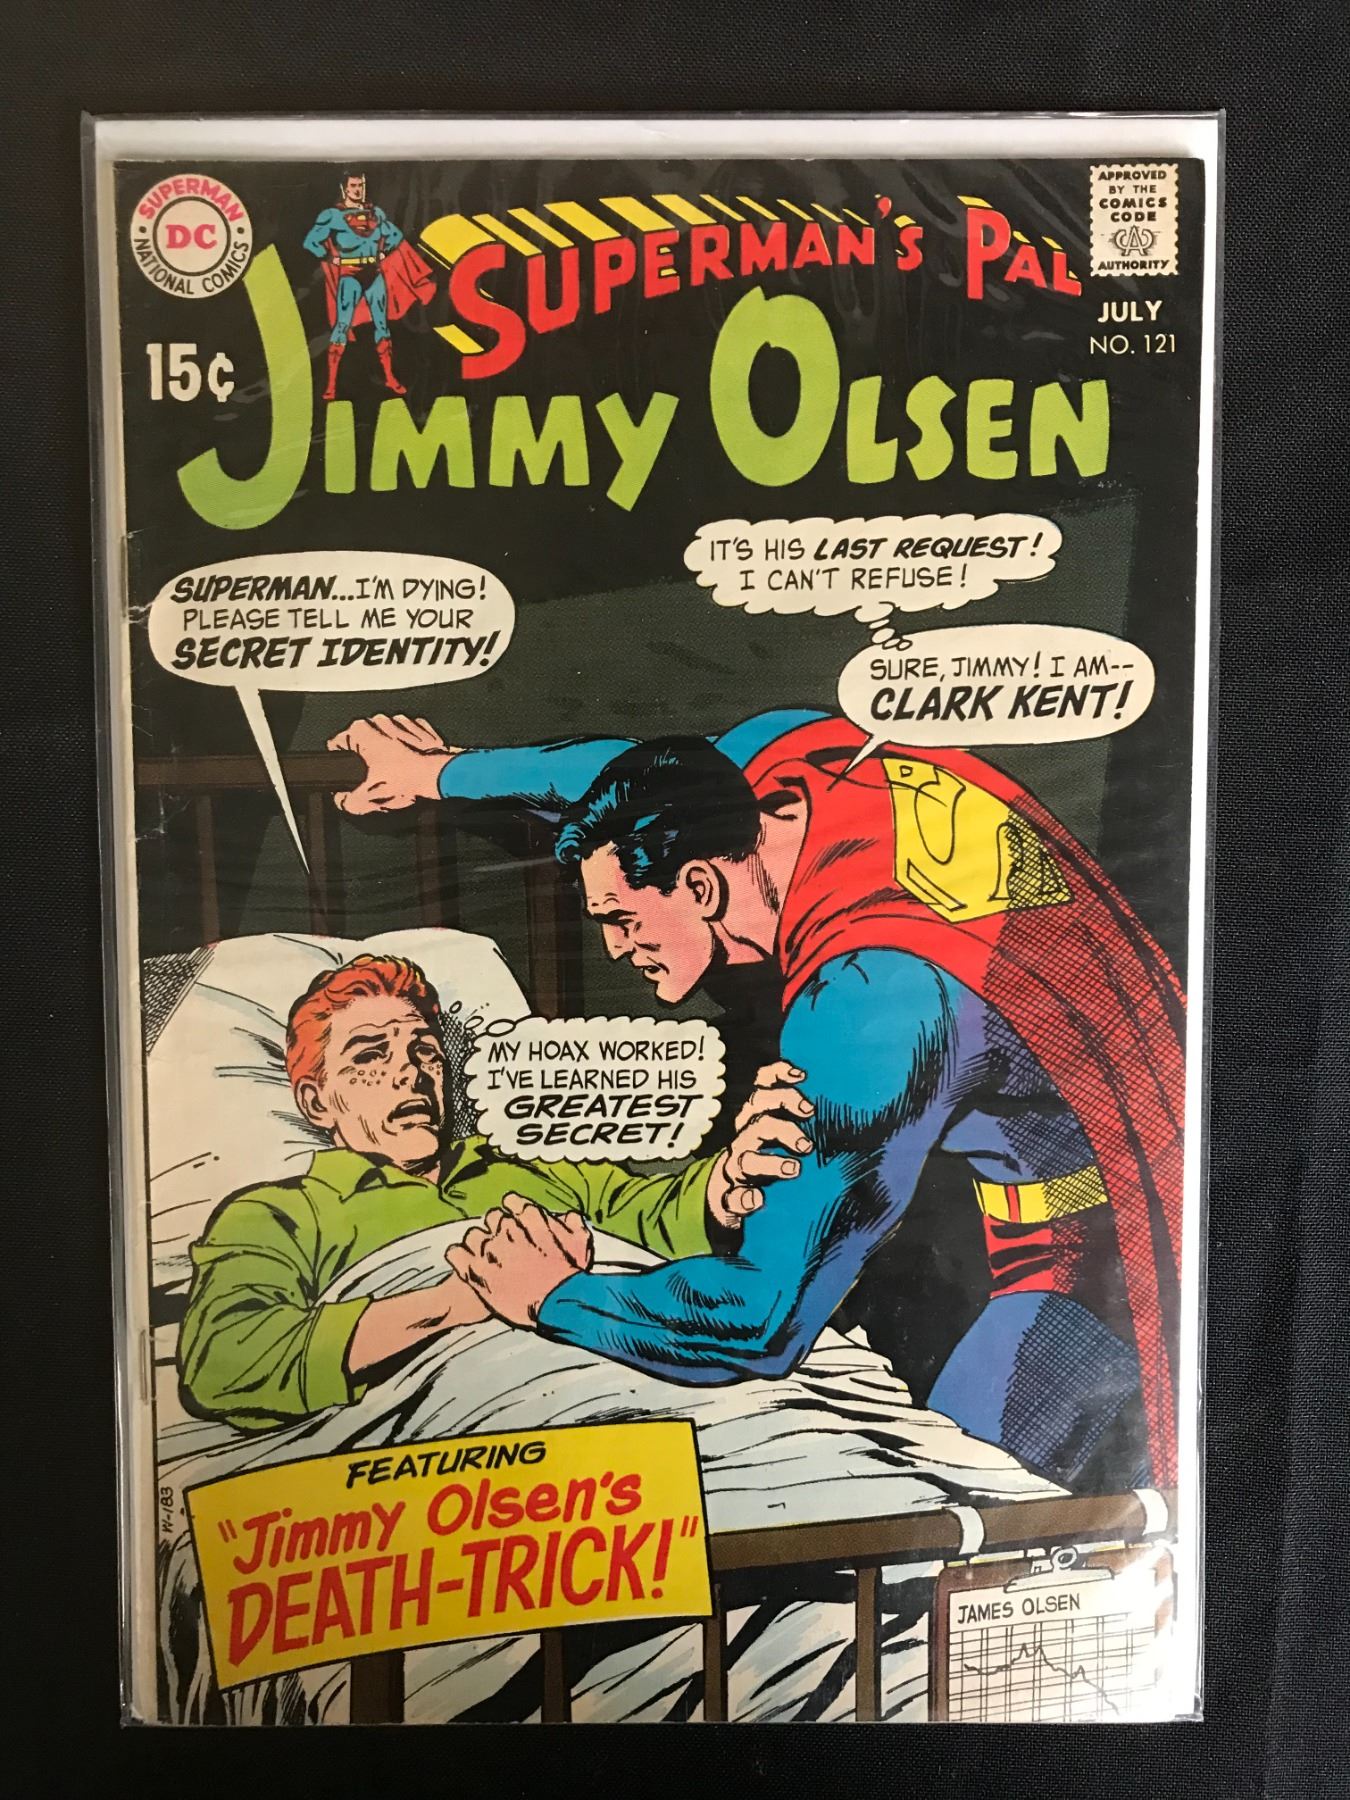 SUPERMAN
DC
NATIONAL COMICS
SUPERMAN'S PAL
JIMMY OLSEN
APPROVED
BY THE
COMICS
CODE
CA
AUTHORITY
JULY
NO. 121
15¢
SUPERMAN...I'M DYING!
PLEASE TELL ME YOUR
SECRET IDENTITY!
IT'S HIS LAST REQUEST!
I CAN'T REFUSE!
SURE, JIMMY! I AM--
CLARK KENT!
MY HOAX WORKED!
I'VE LEARNED HIS
GREATEST
SECRET!
FEATURING
"Jimmy Olsen's
DEATH-TRICK!"
W-183
JAMES OLSEN